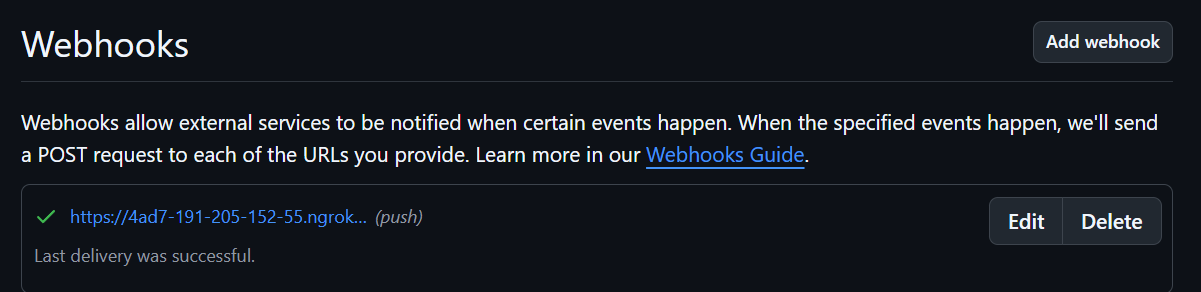 Webhooks
Add webhook
Webhooks allow external services to be notified when certain events happen. When the specified events happen, we'll send
a POST request to each of the URLs you provide. Learn more in our Webhooks Guide.
https://4ad7-191-205-152-55.ngrok... (push)
Edit
Delete
Last delivery was successful.